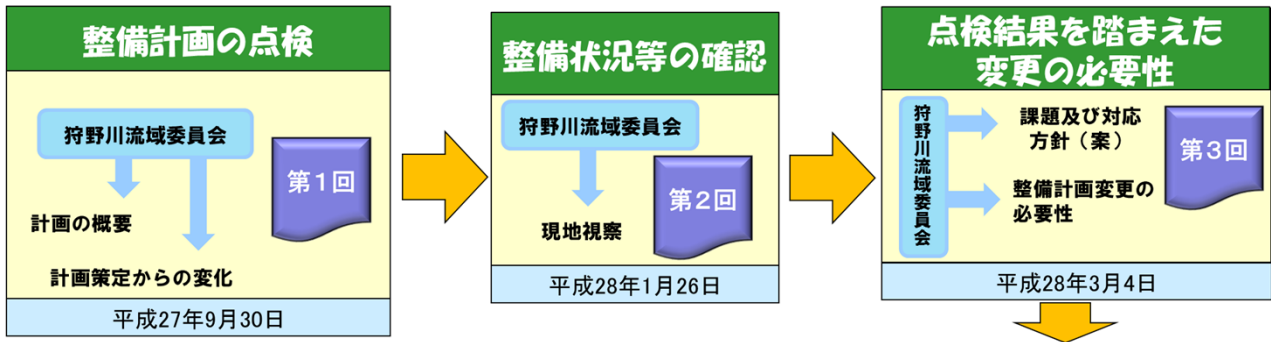 整備計画の点検
狩野川流域委員会
第1回
計画の概要
計画策定からの変化
平成27年9月30日
整備状況等の確認
狩野川流域委員会
第2回
現地視察
平成28年1月26日
点検結果を踏まえた
変更の必要性
狩野川流域委員会
課題及び対応
方針（案）
第3回
整備計画変更の
必要性
平成28年3月4日